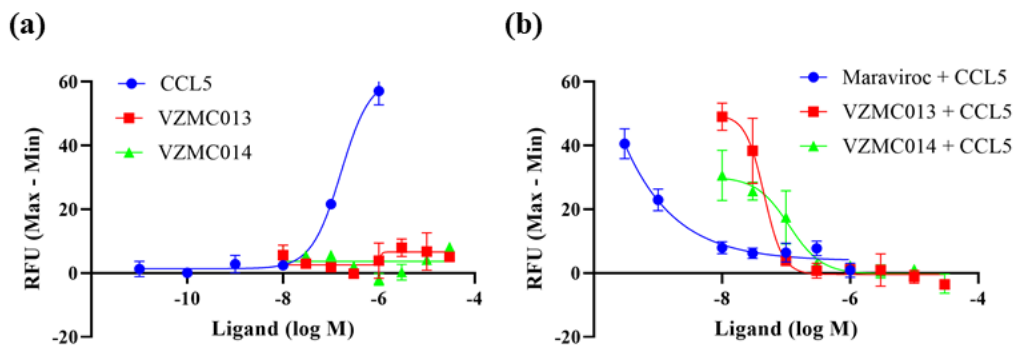 (a)
CCL5
VZMC013
VZMC014
RFU (Max - Min)
60
40
20
0
-20
-10
-8
-6
-4
Ligand (log M)
(b)
Maraviroc + CCL5
VZMC013 + CCL5
VZMC014 + CCL5
RFU (Max - Min)
60
40
20
0
-20
-8
-6
-4
Ligand (log M)